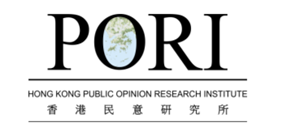 PORI
HONG KONG PUBLIC OPINION RESEARCH INSTITUTE
香港民意研究所